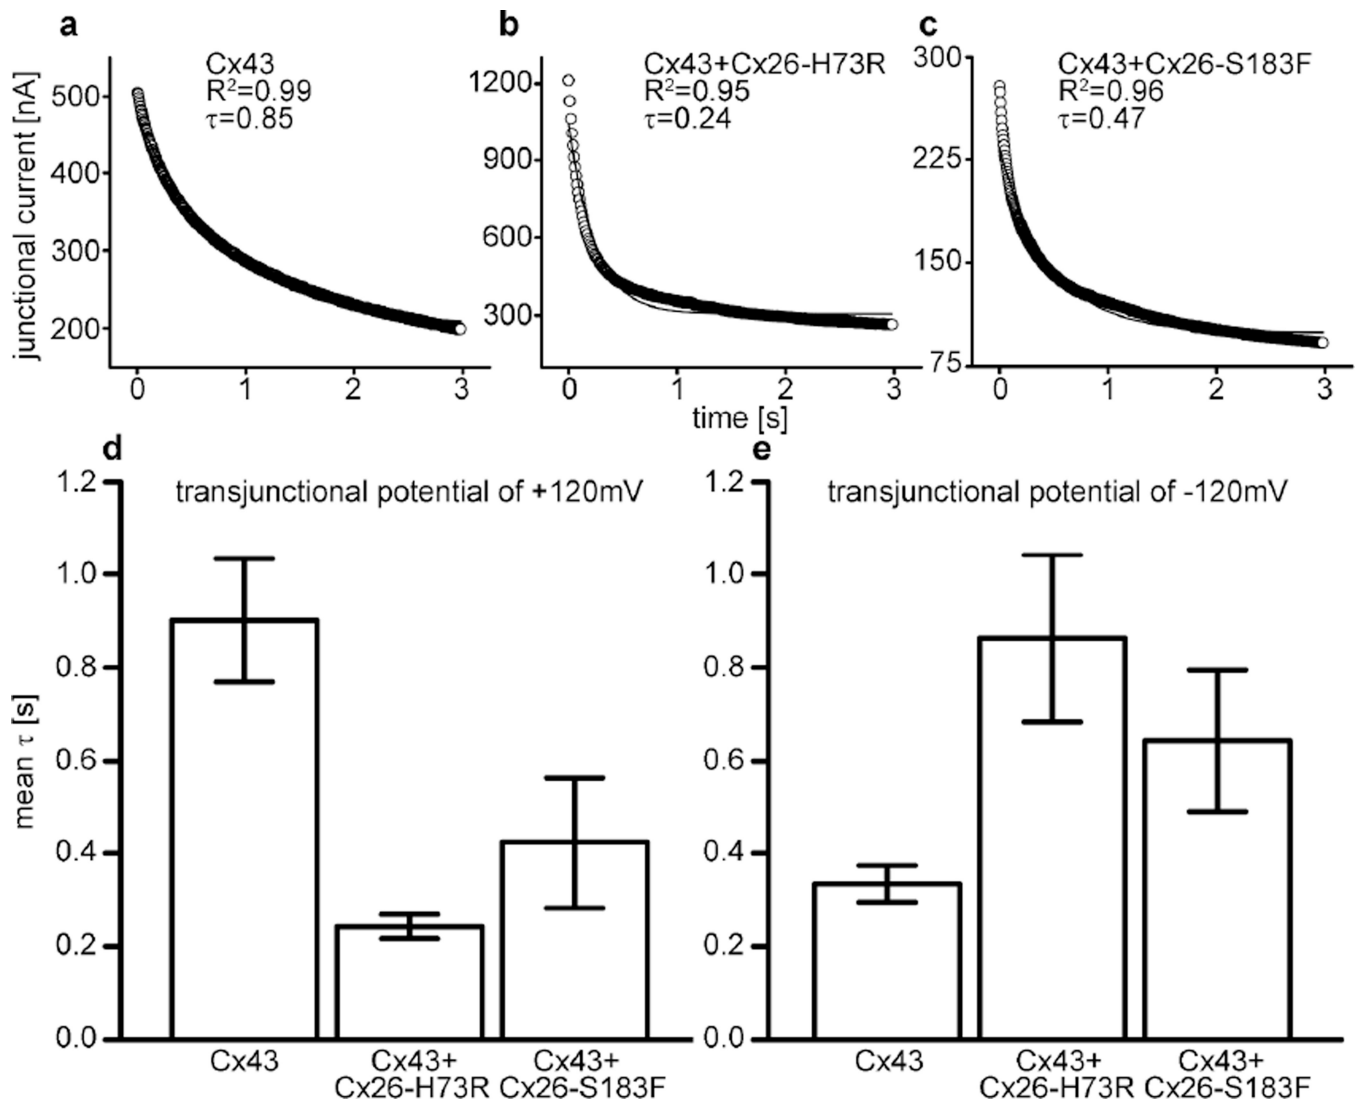 a
Cx43
R²=0.99
τ=0.85
junctional current [nA]
500
400
300
200
0 1 2 3
b
Cx43+Cx26-H73R
R²=0.95
τ=0.24
1200
900
600
300
0 1 2 3
time [s]
c
Cx43+Cx26-S183F
R²=0.96
τ=0.47
300
225
150
75
0 1 2 3
d
transjunctional potential of +120mV
mean τ [s]
1.2
1.0
0.8
0.6
0.4
0.2
0.0
Cx43 Cx43+ Cx43+
Cx26-H73R Cx26-S183F
e
transjunctional potential of -120mV
1.2
1.0
0.8
0.6
0.4
0.2
0.0
Cx43 Cx43+ Cx43+
Cx26-H73R Cx26-S183F